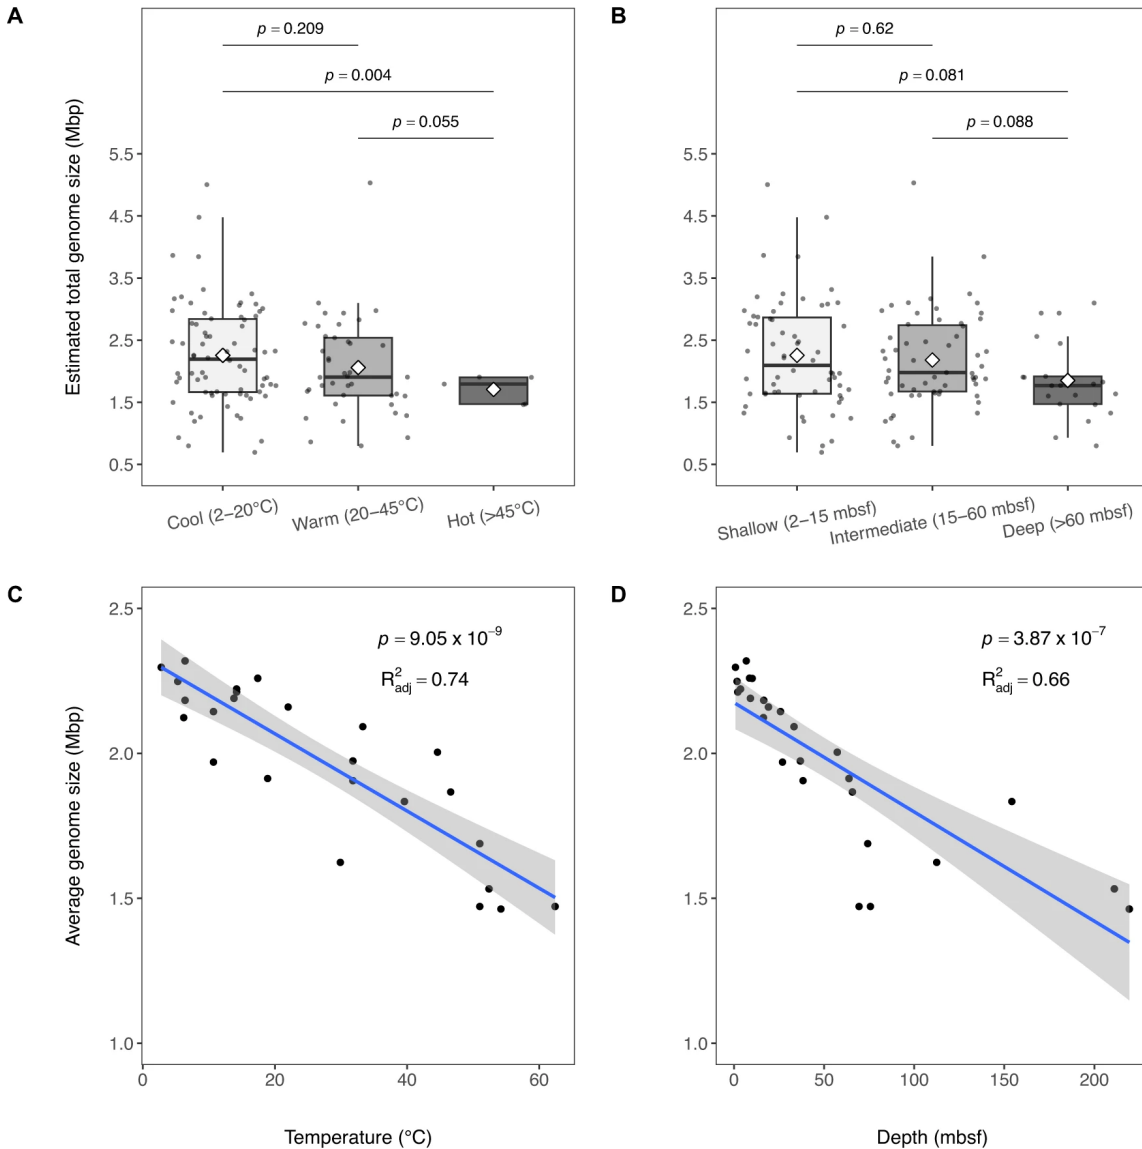 A
p = 0.209
p = 0.004
p = 0.055
Estimated total genome size (Mbp)
5.5
4.5
3.5
2.5
1.5
0.5
Cool (2–20°C)
Warm (20–45°C)
Hot (>45°C)
B
p = 0.62
p = 0.081
p = 0.088
5.5
4.5
3.5
2.5
1.5
0.5
Shallow (2–15 mbsf)
Intermediate (15–60 mbsf)
Deep (>60 mbsf)
C
p = 9.05 x 10⁻⁹
R²adj = 0.74
Average genome size (Mbp)
2.5
2.0
1.5
1.0
0
20
40
60
Temperature (°C)
D
p = 3.87 x 10⁻⁷
R²adj = 0.66
2.5
2.0
1.5
1.0
0
50
100
150
200
Depth (mbsf)